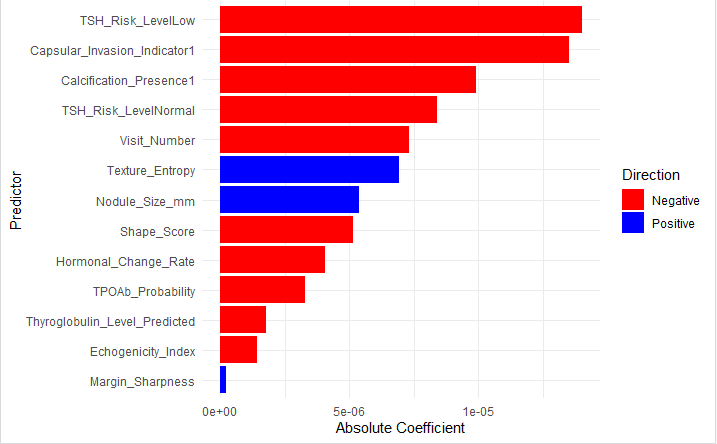 TSH_Risk_LevelLow
Capsular_Invasion_Indicator1
Calcification_Presence1
TSH_Risk_LevelNormal
Visit_Number
Texture_Entropy
Nodule_Size_mm
Shape_Score
Hormonal_Change_Rate
TPOAb_Probability
Thyroglobulin_Level_Predicted
Echogenicity_Index
Margin_Sharpness
Predictor
0e+00 5e-06 1e-05
Absolute Coefficient
Direction
Negative
Positive